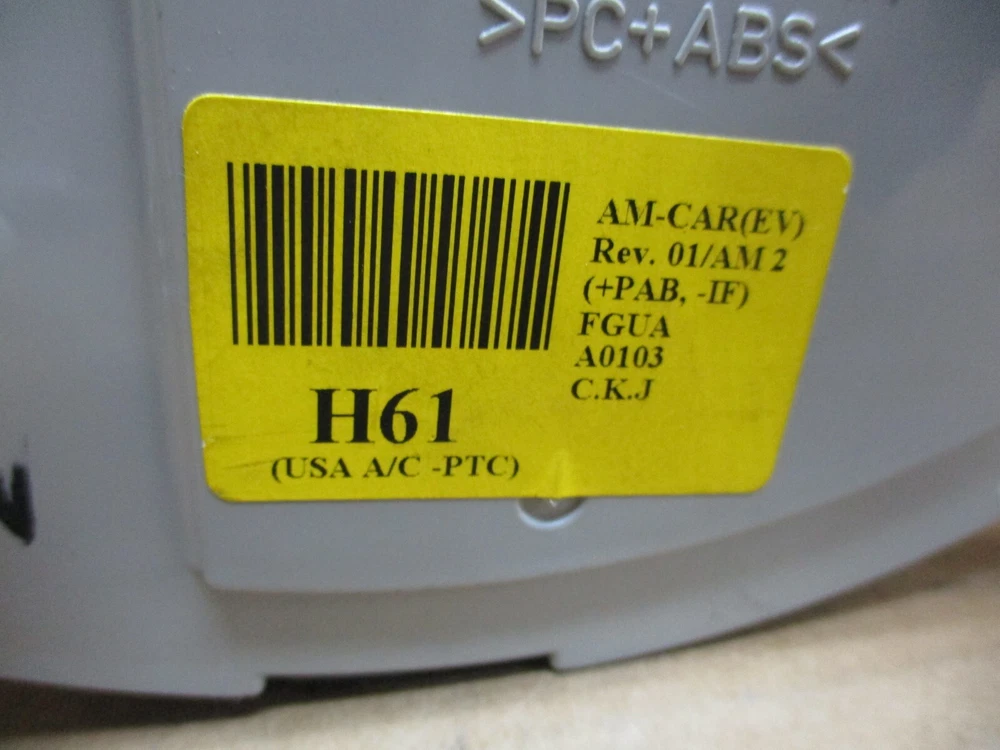 >PC+ABS<
AM-CAR(EV)
Rev. 01/AM 2
(+PAB, -IF)
FGUA
A0103
C.K.J
H61
(USA A/C -PTC)